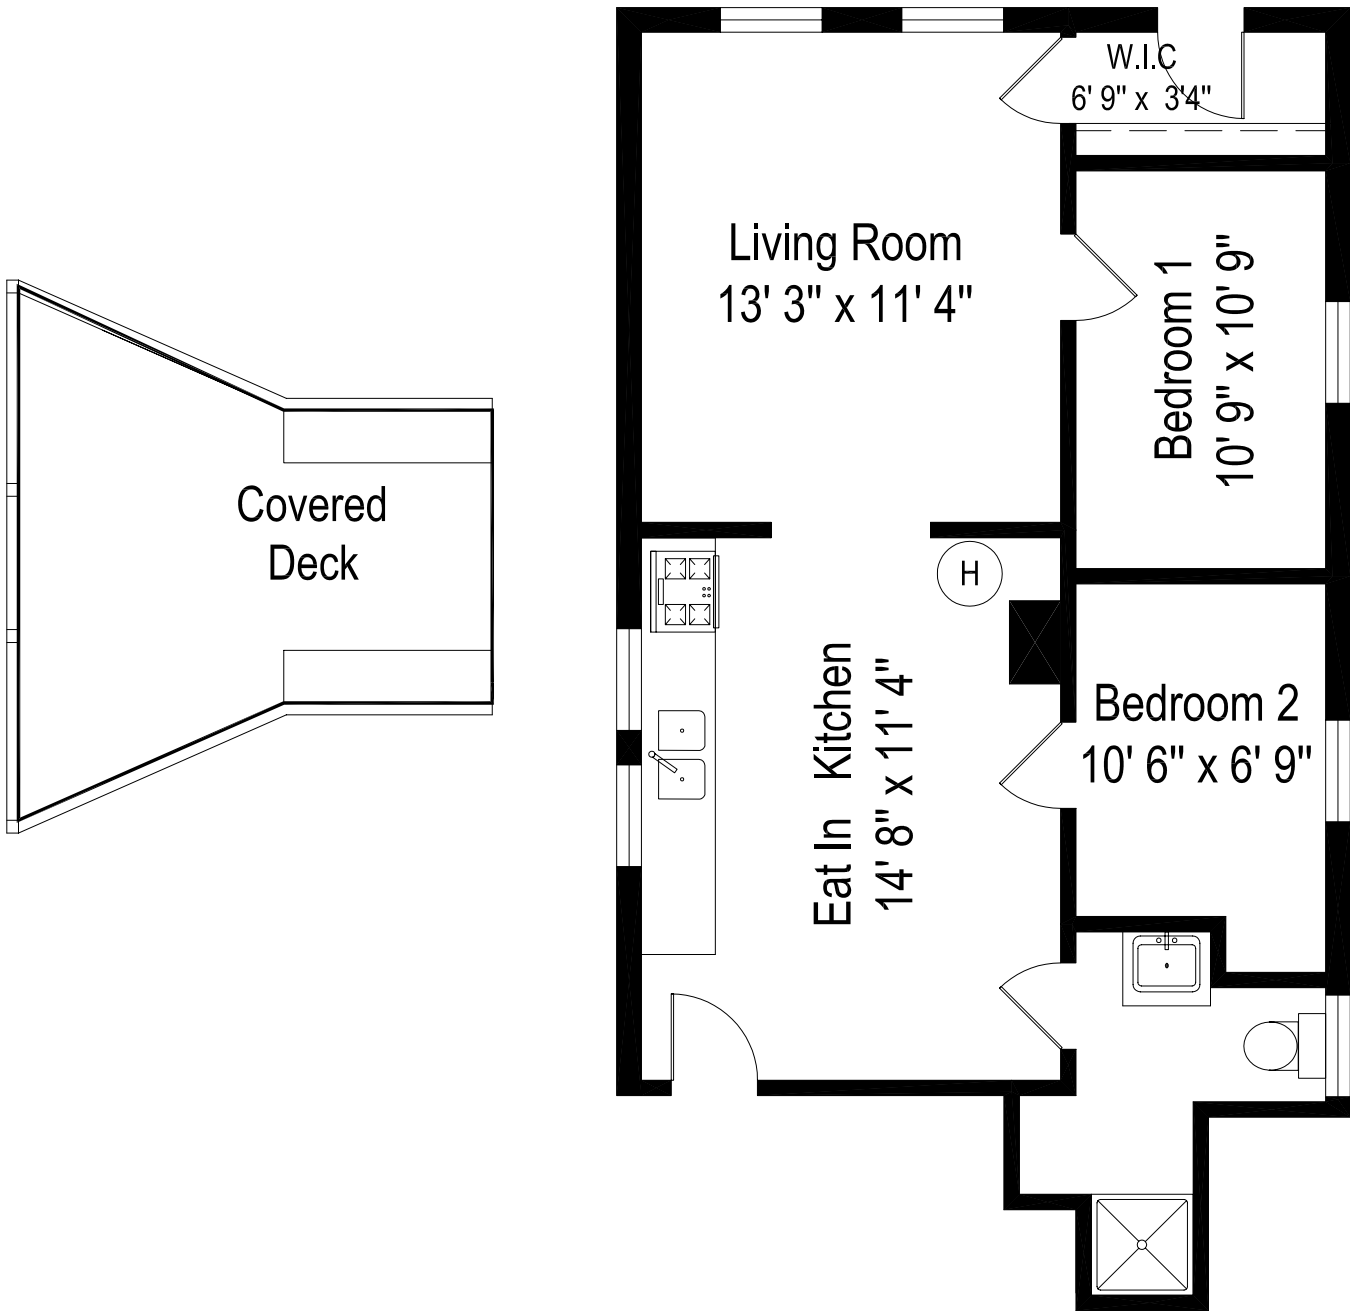 W.I.C
6' 9" x 3'4"
Living Room
13' 3" x 11' 4"
Bedroom 1
10' 9" x 10' 9"
Covered
Deck
H
Eat In Kitchen
14' 8" x 11' 4"
Bedroom 2
10' 6" x 6' 9"